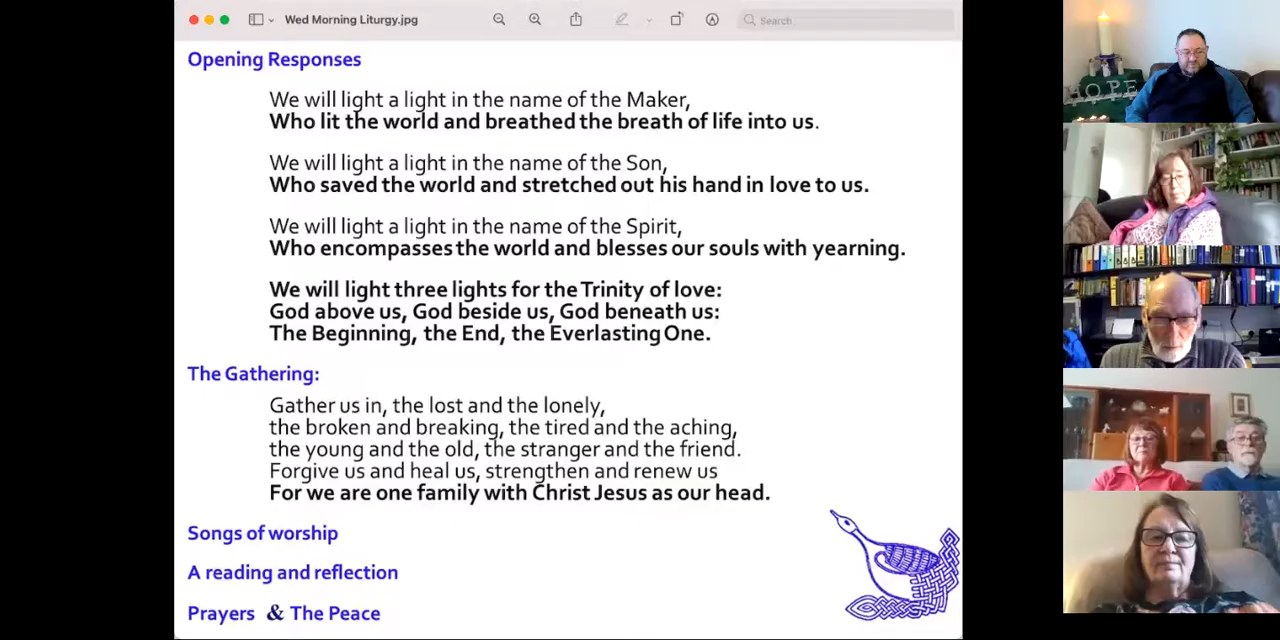 Wed Morning Liturgy.jpg
Search
Opening Responses
We will light a light in the name of the Maker,
Who lit the world and breathed the breath of life into us.
We will light a light in the name of the Son,
Who saved the world and stretched out his hand in love to us.
We will light a light in the name of the Spirit,
Who encompasses the world and blesses our souls with yearning.
We will light three lights for the Trinity of love:
God above us, God beside us, God beneath us:
The Beginning, the End, the Everlasting One.
The Gathering:
Gather us in, the lost and the lonely,
the broken and breaking, the tired and the aching,
the young and the old, the stranger and the friend.
Forgive us and heal us, strengthen and renew us
For we are one family with Christ Jesus as our head.
Songs of worship
A reading and reflection
Prayers & The Peace
HOPE